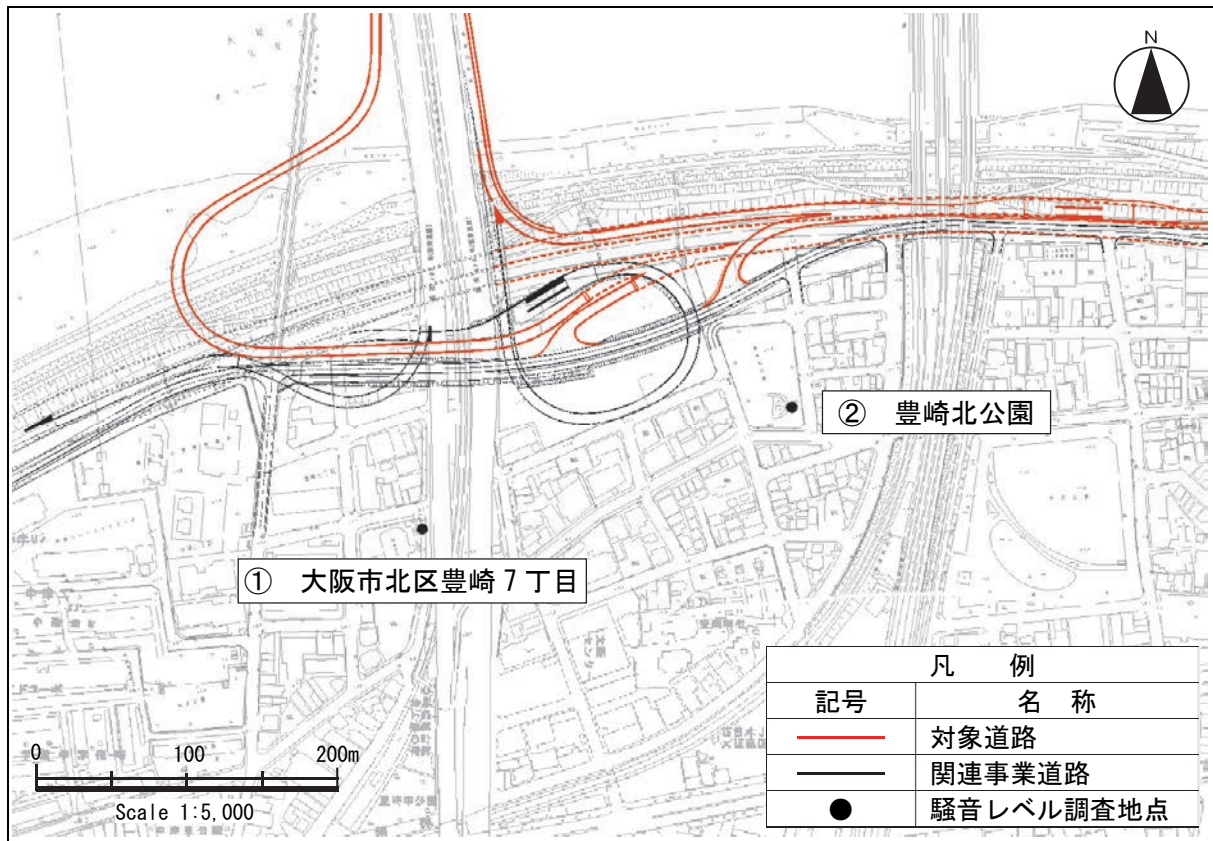 N
② 豊崎北公園
① 大阪市北区豊崎7丁目
0 100 200m
Scale 1:5,000
凡 例
記号 名 称
対象道路
関連事業道路
騒音レベル調査地点